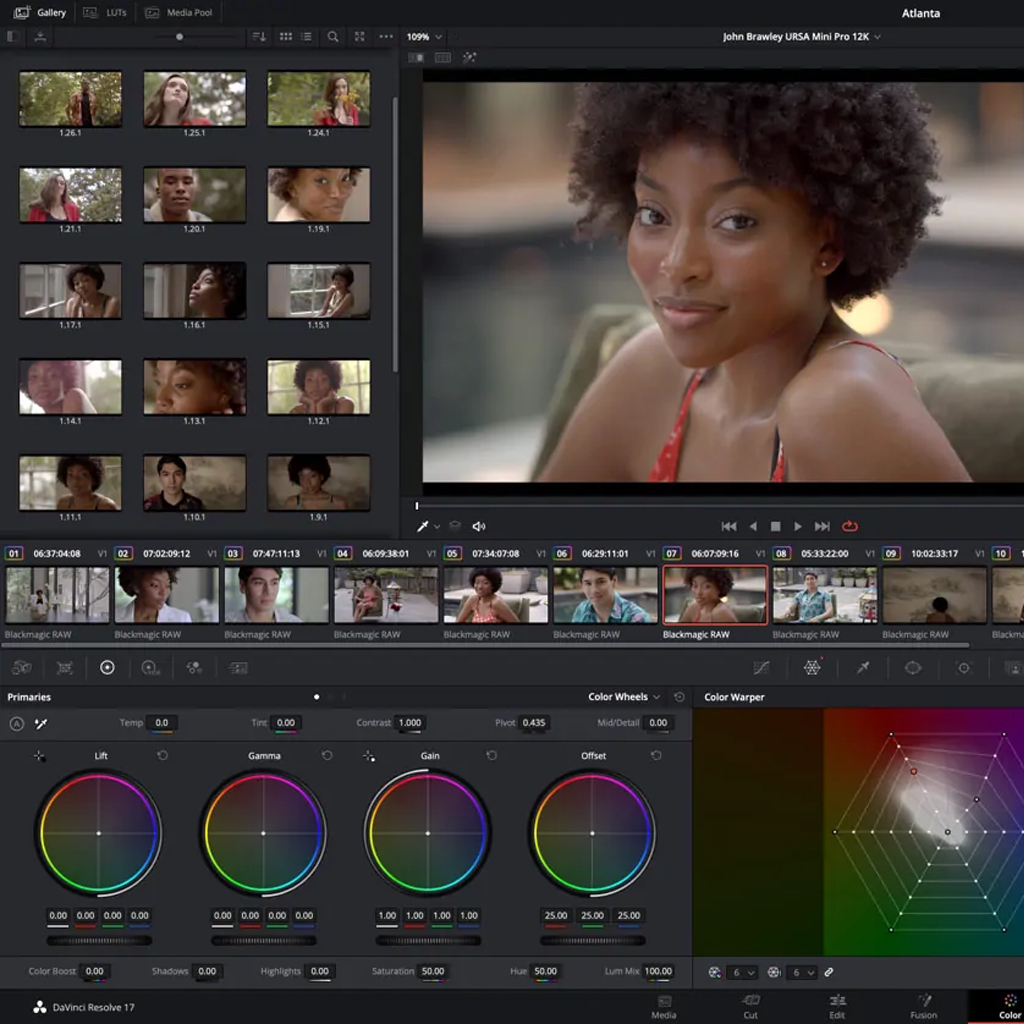 Gallery LUTs Media Pool Atlanta
109% John Brawley URSA Mini Pro 12K
1.26.1 1.25.1 1.24.1
1.21.1 1.20.1 1.19.1
1.17.1 1.16.1 1.15.1
1.14.1 1.13.1 1.12.1
1.11.1 1.10.1 1.9.1
01 06:37:04:08 V1 02 07:02:09:12 V1 03 07:47:11:13 V1 04 06:09:38:01 V1 05 07:34:07:08 V1 06 06:29:11:01 V1 07 06:07:09:16 V1 08 05:33:22:00 V1 09 10:02:33:17 V1 10
Blackmagic RAW Blackmagic RAW Blackmagic RAW Blackmagic RAW Blackmagic RAW Blackmagic RAW Blackmagic RAW Blackmagic RAW Blackmagic RAW Blackm
Primaries Color Wheels Color Warper
A Temp 0.0 Tint 0.00 Contrast 1.000 Pivot 0.435 Mid/Detail 0.00
Lift Gamma Gain Offset
0.00 0.00 0.00 0.00 0.00 0.00 0.00 0.00 1.00 1.00 1.00 1.00 25.00 25.00 25.00
Color Boost 0.00 Shadows 0.00 Highlights 0.00 Saturation 50.00 Hue 50.00 Lum Mix 100.00 6 6
DaVinci Resolve 17 Media Cut Edit Fusion Color